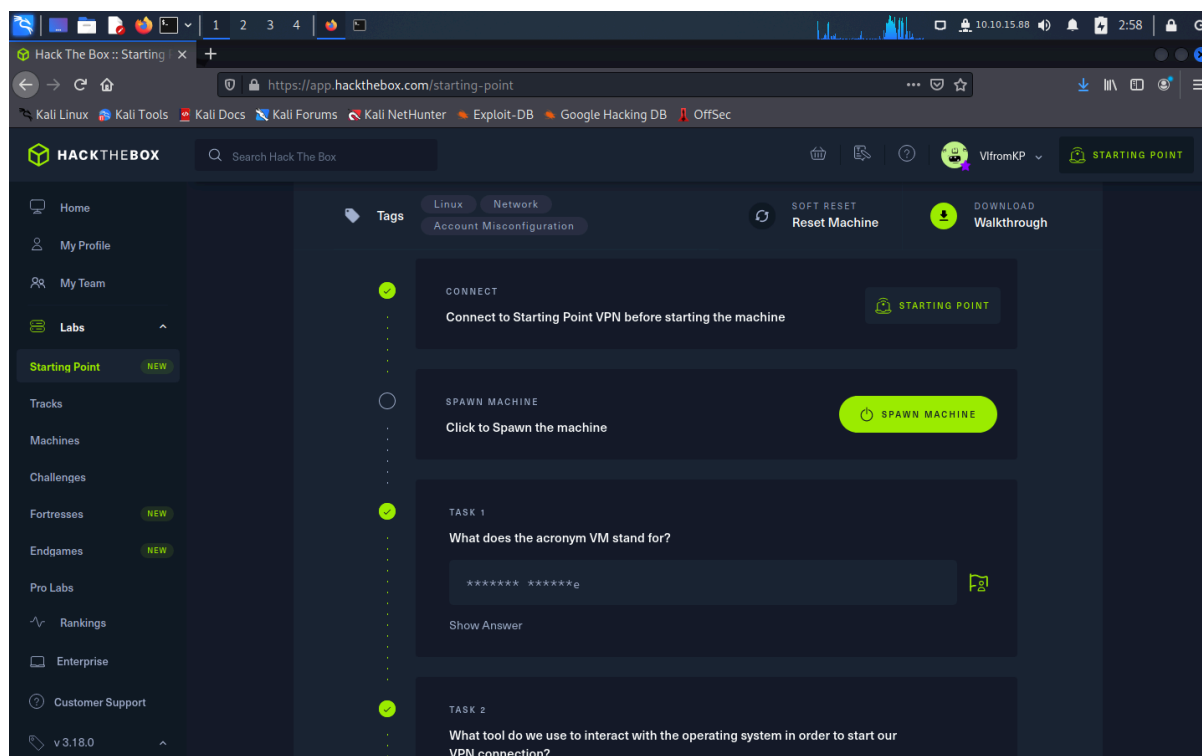 1 2 3 4
10.10.15.88
2:58
Hack The Box :: Starting
https://app.hackthebox.com/starting-point
Kali Linux Kali Tools Kali Docs Kali Forums Kali NetHunter Exploit-DB Google Hacking DB OffSec
HACKTHEBOX
Search Hack The Box
VIfromKP
STARTING POINT
Home
My Profile
My Team
Labs
Starting Point NEW
Tracks
Machines
Challenges
Fortresses NEW
Endgames NEW
Pro Labs
Rankings
Enterprise
Customer Support
v 3.18.0
Tags
Linux Network
Account Misconfiguration
SOFT RESET
Reset Machine
DOWNLOAD
Walkthrough
CONNECT
Connect to Starting Point VPN before starting the machine
STARTING POINT
SPAWN MACHINE
Click to Spawn the machine
SPAWN MACHINE
TASK 1
What does the acronym VM stand for?
******* ******e
Show Answer
TASK 2
What tool do we use to interact with the operating system in order to start our
VPN connection?